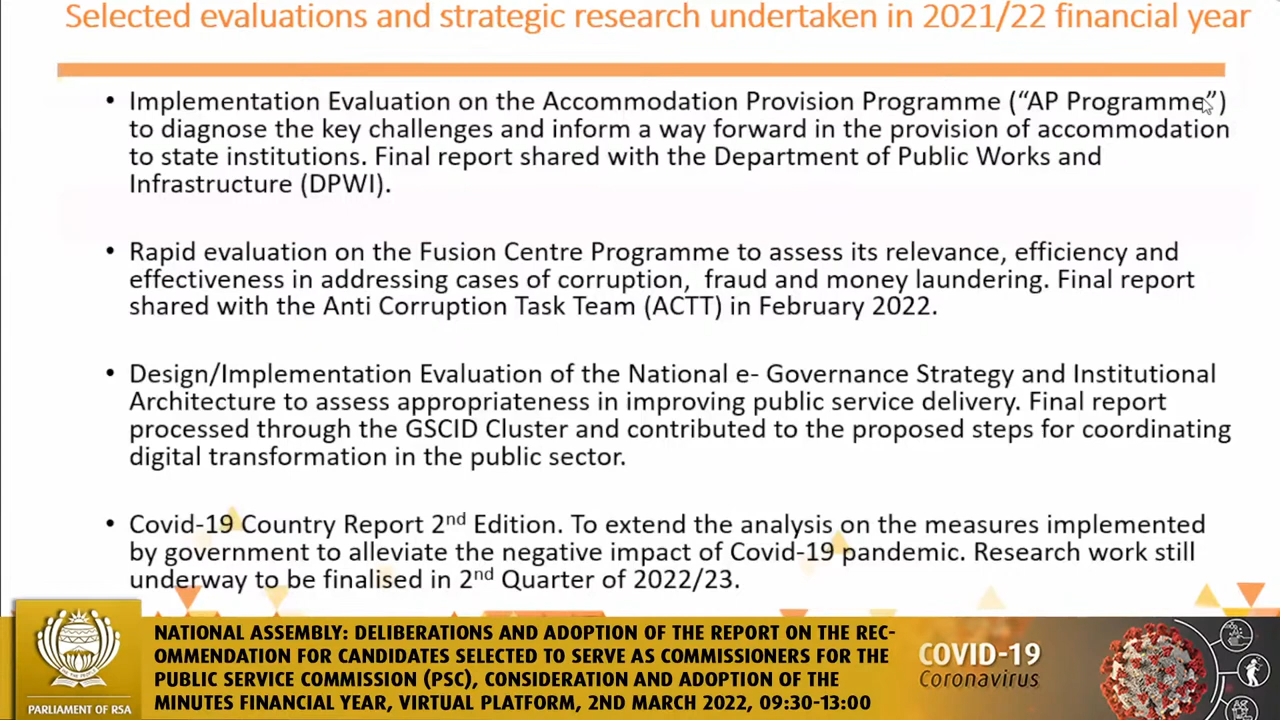 Selected evaluations and strategic research undertaken in 2021/22 financial year
• Implementation Evaluation on the Accommodation Provision Programme (“AP Programme”)
to diagnose the key challenges and inform a way forward in the provision of accommodation
to state institutions. Final report shared with the Department of Public Works and
Infrastructure (DPWI).
• Rapid evaluation on the Fusion Centre Programme to assess its relevance, efficiency and
effectiveness in addressing cases of corruption,  fraud and money laundering. Final report
shared with the Anti Corruption Task Team (ACTT) in February 2022.
• Design/Implementation Evaluation of the National e- Governance Strategy and Institutional
Architecture to assess appropriateness in improving public service delivery. Final report
processed through the GSCID Cluster and contributed to the proposed steps for coordinating
digital transformation in the public sector.
• Covid-19 Country Report 2nd Edition. To extend the analysis on the measures implemented
by government to alleviate the negative impact of Covid-19 pandemic. Research work still
underway to be finalised in 2nd Quarter of 2022/23.
NATIONAL ASSEMBLY: DELIBERATIONS AND ADOPTION OF THE REPORT ON THE REC-
OMMENDATION FOR CANDIDATES SELECTED TO SERVE AS COMMISSIONERS FOR THE
PUBLIC SERVICE COMMISSION (PSC), CONSIDERATION AND ADOPTION OF THE
MINUTES FINANCIAL YEAR, VIRTUAL PLATFORM, 2ND MARCH 2022, 09:30-13:00
PARLIAMENT OF RSA
COVID-19
Coronavirus